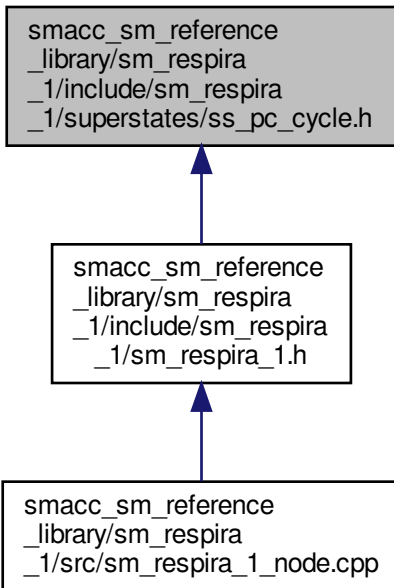 smacc_sm_reference
_library/sm_respira
_1/include/sm_respira
_1/superstates/ss_pc_cycle.h
smacc_sm_reference
_library/sm_respira
_1/include/sm_respira
_1/sm_respira_1.h
smacc_sm_reference
_library/sm_respira
_1/src/sm_respira_1_node.cpp